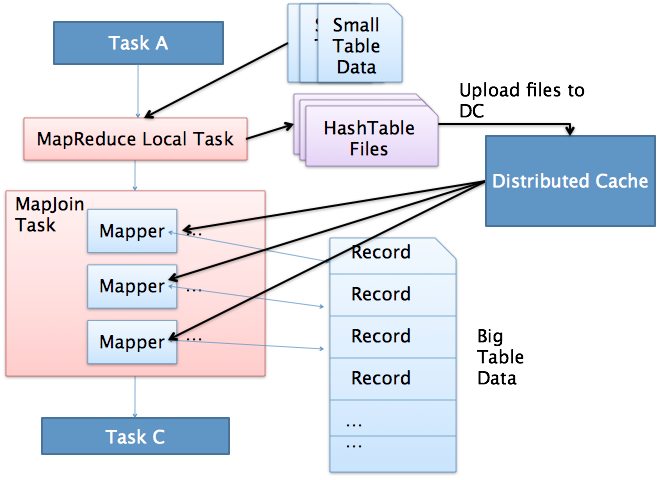 Task A
S
T
Small
Table
Data
Upload files to
DC
MapReduce Local Task
HashTable
Files
Distributed Cache
MapJoin
Task
Mapper
...
Mapper
...
Mapper
...
Record
Record
Record
Record
...
...
Big
Table
Data
Task C